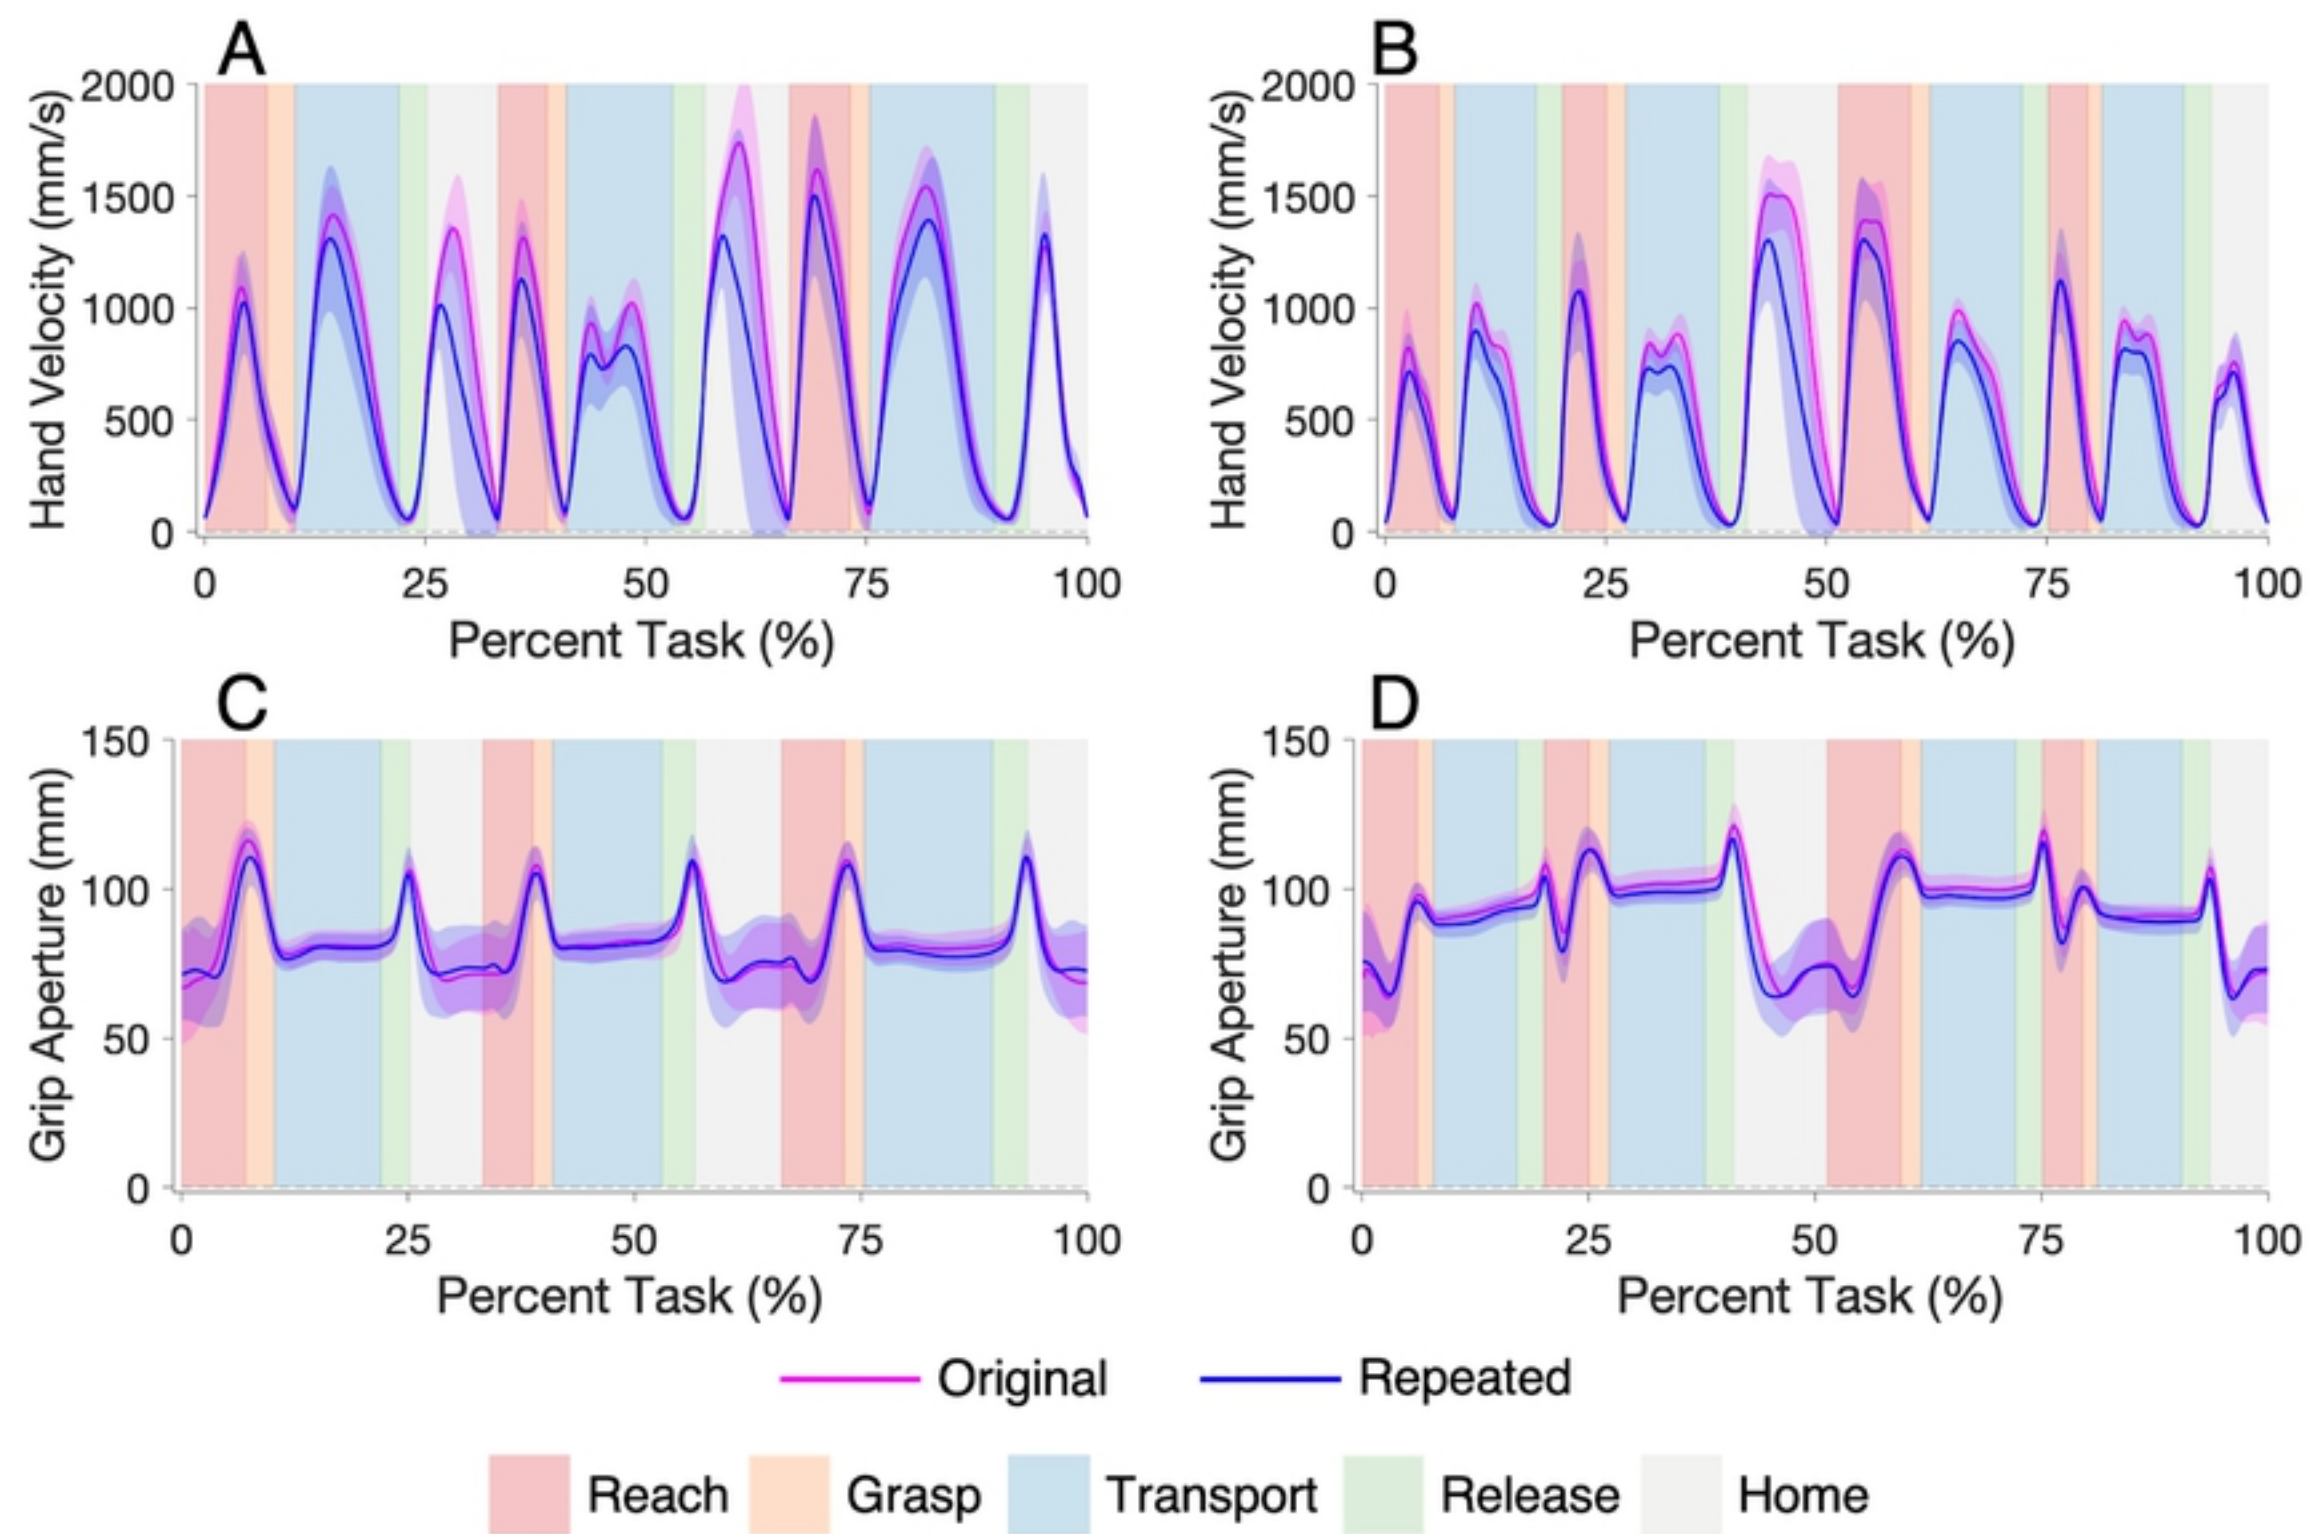 A
B
2000
1500
1000
500
0
Hand Velocity (mm/s)
0 25 50 75 100
Percent Task (%)
2000
1500
1000
500
0
Hand Velocity (mm/s)
0 25 50 75 100
Percent Task (%)
C
D
150
100
50
0
Grip Aperture (mm)
0 25 50 75 100
Percent Task (%)
150
100
50
0
Grip Aperture (mm)
0 25 50 75 100
Percent Task (%)
Original Repeated
Reach Grasp Transport Release Home